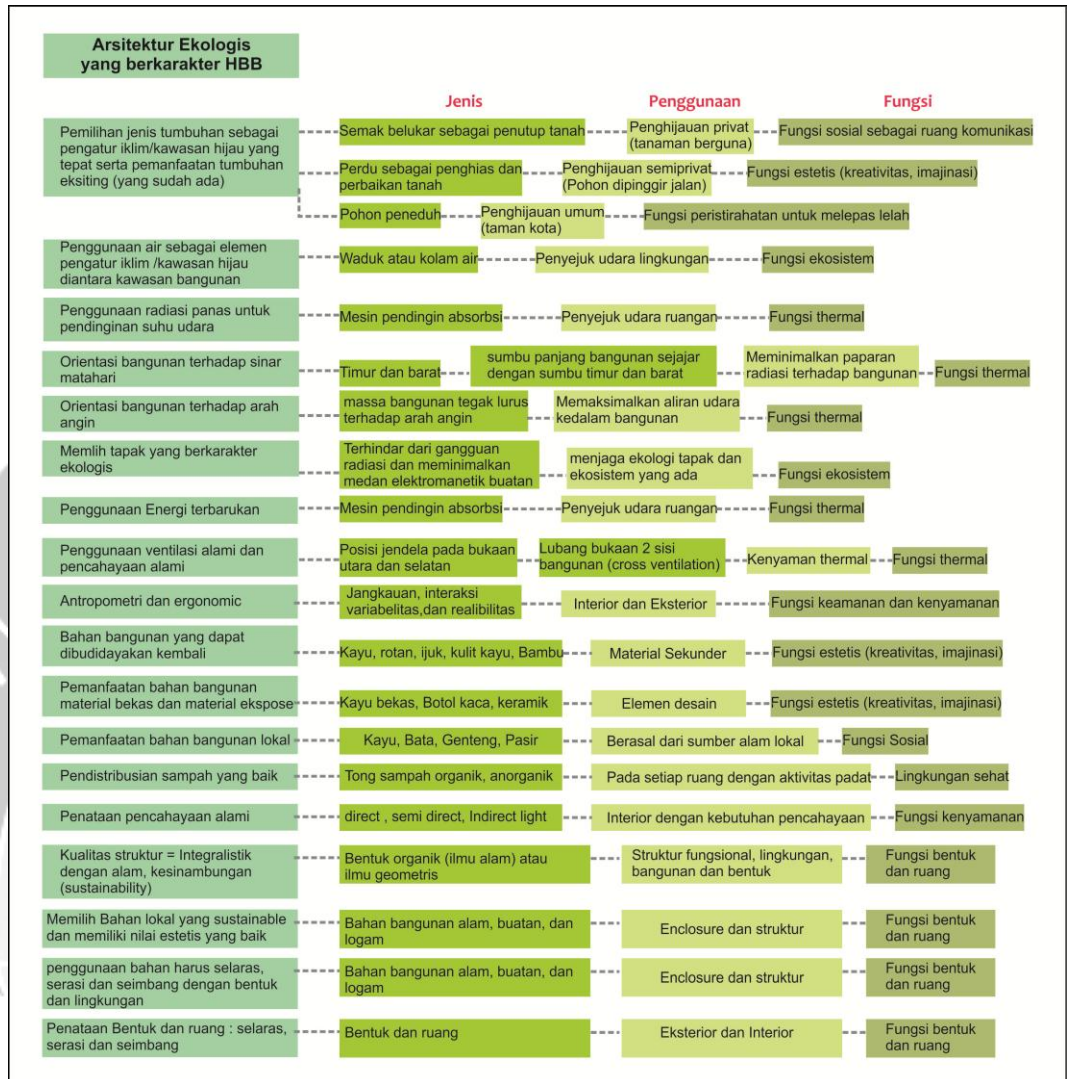 Arsitektur Ekologis
yang berkarakter HBB
Jenis
Penggunaan
Fungsi
Pemilihan jenis tumbuhan sebagai
pengatur iklim/kawasan hijau yang
tepat serta pemanfaatan tumbuhan
eksiting (yang sudah ada)
Semak belukar sebagai penutup tanah
Penghijauan privat
(tanaman berguna)
Fungsi sosial sebagai ruang komunikasi
Perdu sebagai penghias dan
perbaikan tanah
Penghijauan semiprivat
(Pohon dipinggir jalan)
Fungsi estetis (kreativitas, imajinasi)
Pohon peneduh
Penghijauan umum
(taman kota)
Fungsi peristirahatan untuk melepas lelah
Penggunaan air sebagai elemen
pengatur iklim /kawasan hijau
diantara kawasan bangunan
Waduk atau kolam air
Penyejuk udara lingkungan
Fungsi ekosistem
Penggunaan radiasi panas untuk
pendinginan suhu udara
Mesin pendingin absorbsi
Penyejuk udara ruangan
Fungsi thermal
Orientasi bangunan terhadap sinar
matahari
Timur dan barat
sumbu panjang bangunan sejajar
dengan sumbu timur dan barat
Meminimalkan paparan
radiasi terhadap bangunan
Fungsi thermal
Orientasi bangunan terhadap arah
angin
massa bangunan tegak lurus
terhadap arah angin
Memaksimalkan aliran udara
kedalam bangunan
Fungsi thermal
Memlih tapak yang berkarakter
ekologis
Terhindar dari gangguan
radiasi dan meminimalkan
medan elektromanetik buatan
menjaga ekologi tapak dan
ekosistem yang ada
Fungsi ekosistem
Penggunaan Energi terbarukan
Mesin pendingin absorbsi
Penyejuk udara ruangan
Fungsi thermal
Penggunaan ventilasi alami dan
pencahayaan alami
Posisi jendela pada bukaan
utara dan selatan
Lubang bukaan 2 sisi
bangunan (cross ventilation)
Kenyaman thermal
Fungsi thermal
Antropometri dan ergonomic
Jangkauan, interaksi
variabelitas,dan realibilitas
Interior dan Eksterior
Fungsi keamanan dan kenyamanan
Bahan bangunan yang dapat
dibudidayakan kembali
Kayu, rotan, ijuk, kulit kayu, Bambu
Material Sekunder
Fungsi estetis (kreativitas, imajinasi)
Pemanfaatan bahan bangunan
material bekas dan material ekspose
Kayu bekas, Botol kaca, keramik
Elemen desain
Fungsi estetis (kreativitas, imajinasi)
Pemanfaatan bahan bangunan lokal
Kayu, Bata, Genteng, Pasir
Berasal dari sumber alam lokal
Fungsi Sosial
Pendistribusian sampah yang baik
Tong sampah organik, anorganik
Pada setiap ruang dengan aktivitas padat
Lingkungan sehat
Penataan pencahayaan alami
direct , semi direct, Indirect light
Interior dengan kebutuhan pencahayaan
Fungsi kenyamanan
Kualitas struktur = Integralistik
dengan alam, kesinambungan
(sustainability)
Bentuk organik (ilmu alam) atau
ilmu geometris
Struktur fungsional, lingkungan,
bangunan dan bentuk
Fungsi bentuk
dan ruang
Memilih Bahan lokal yang sustainable
dan memiliki nilai estetis yang baik
Bahan bangunan alam, buatan, dan
logam
Enclosure dan struktur
Fungsi bentuk
dan ruang
penggunaan bahan harus selaras,
serasi dan seimbang dengan bentuk
dan lingkungan
Bahan bangunan alam, buatan, dan
logam
Enclosure dan struktur
Fungsi bentuk
dan ruang
Penataan Bentuk dan ruang : selaras,
serasi dan seimbang
Bentuk dan ruang
Eksterior dan Interior
Fungsi bentuk
dan ruang